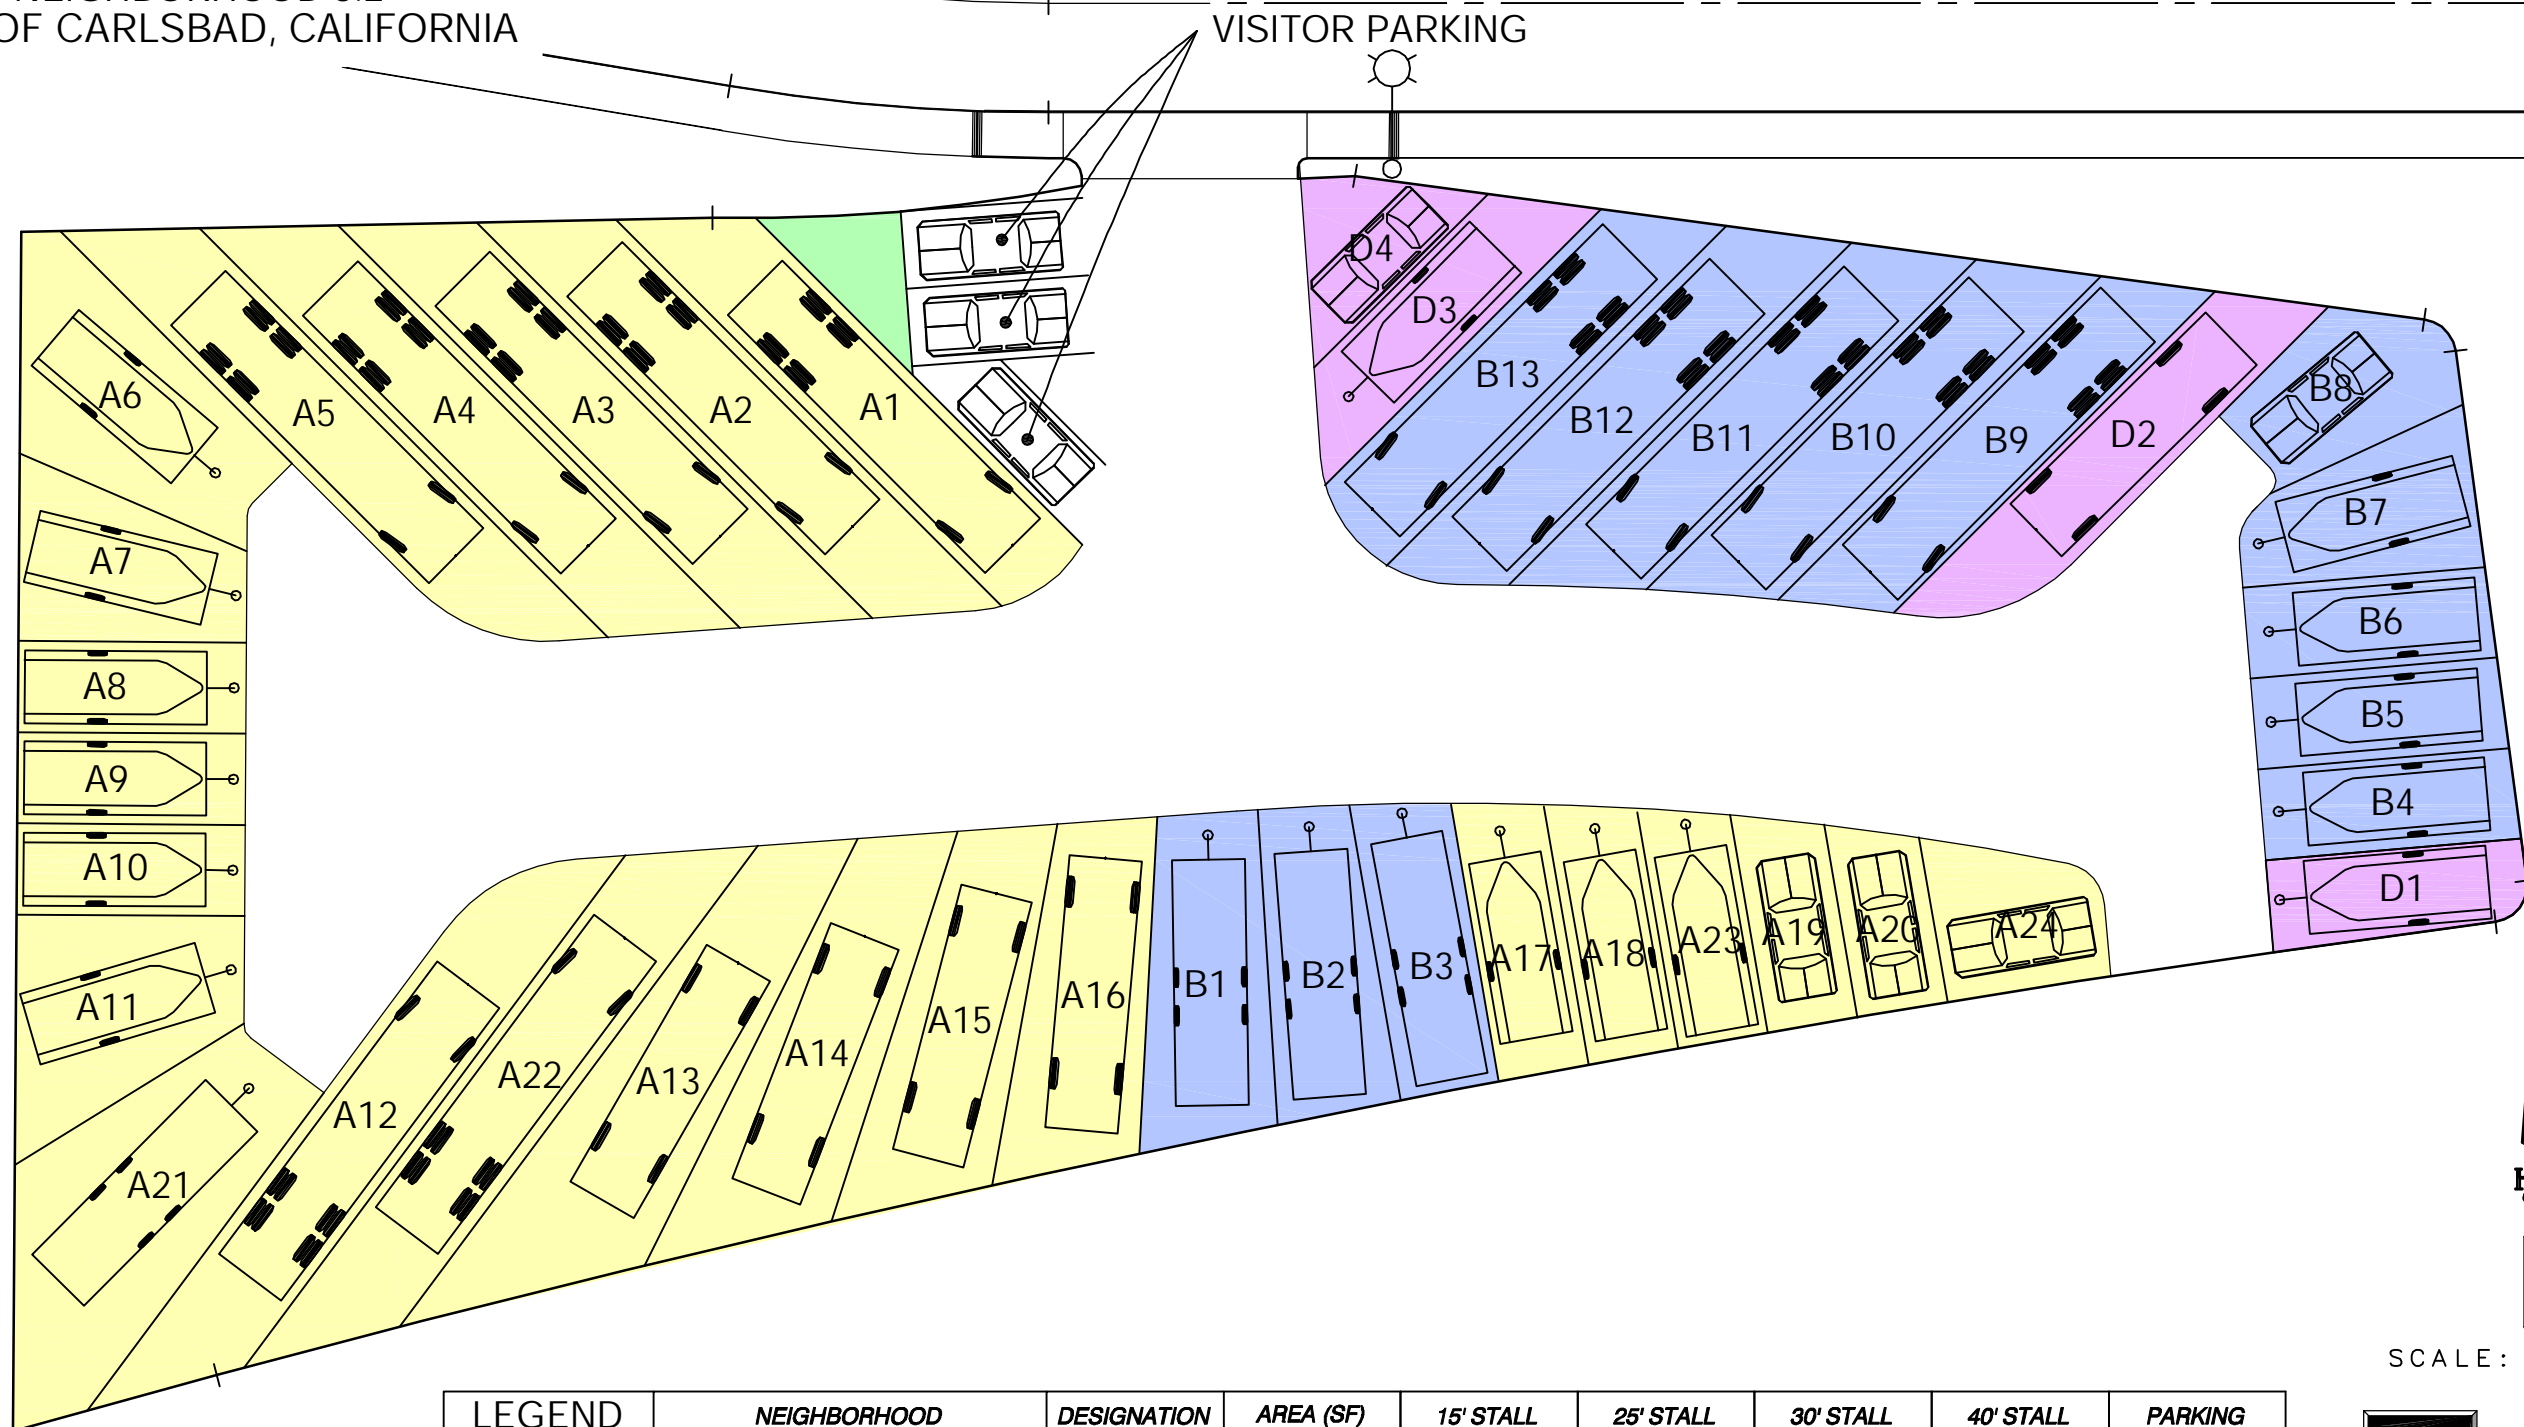 OF CARLSBAD, CALIFORNIA
VISITOR PARKING
D4
D3
A6
A5
A4
A3
A2
A1
B13
B12
B11
B10
B9
D2
B8
B7
A7
B6
A8
B5
A9
B4
A10
D1
A11
A21
A12
A22
A13
A14
A15
A16
B1
B2
B3
A17
A18
A23
A19
A20
A24
SCALE:
LEGEND NEIGHBORHOOD DESIGNATION AREA (SF) 15' STALL 25' STALL 30' STALL 40' STALL PARKING